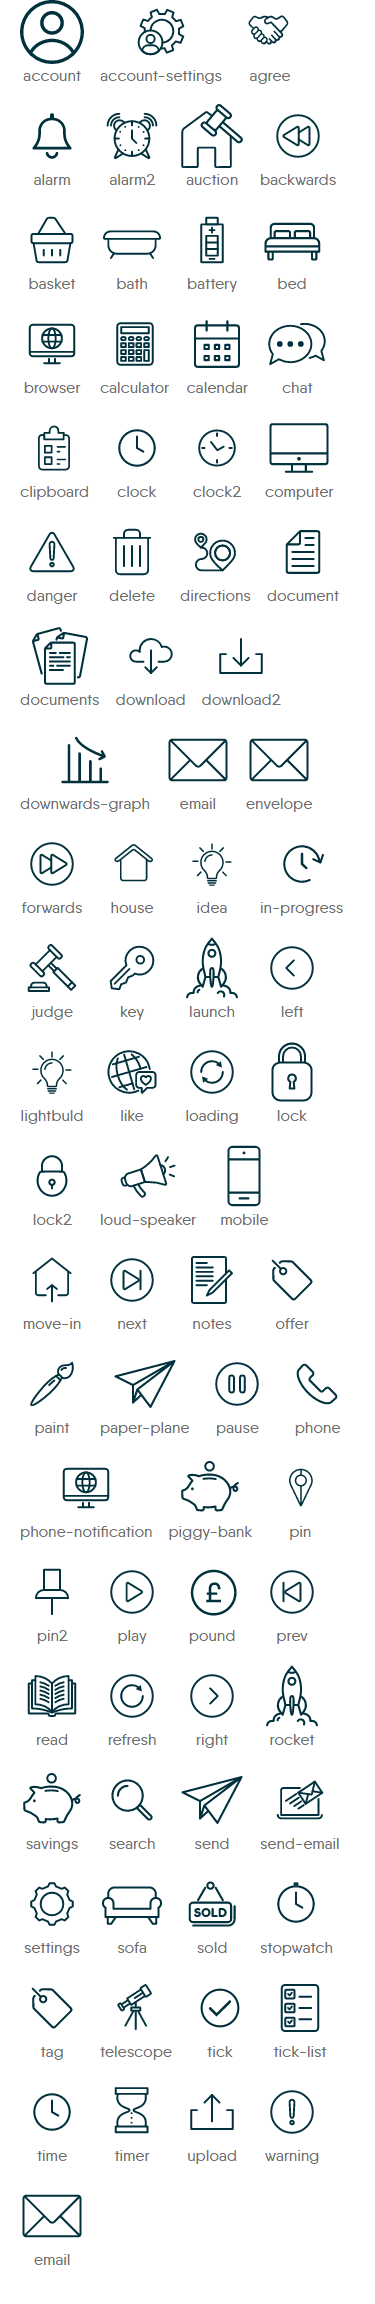 account account-settings agree
alarm alarm2 auction backwards
basket bath battery bed
browser calculator calendar chat
clipboard clock clock2 computer
danger delete directions document
documents download download2
downwards-graph email envelope
forwards house idea in-progress
judge key launch left
lightbuld like loading lock
lock2 loud-speaker mobile
move-in next notes offer
paint paper-plane pause phone
phone-notification piggy-bank pin
£
pin2 play pound prev
read refresh right rocket
savings search send send-email
SOLD
settings sofa sold stopwatch
tag telescope tick tick-list
time timer upload warning
email